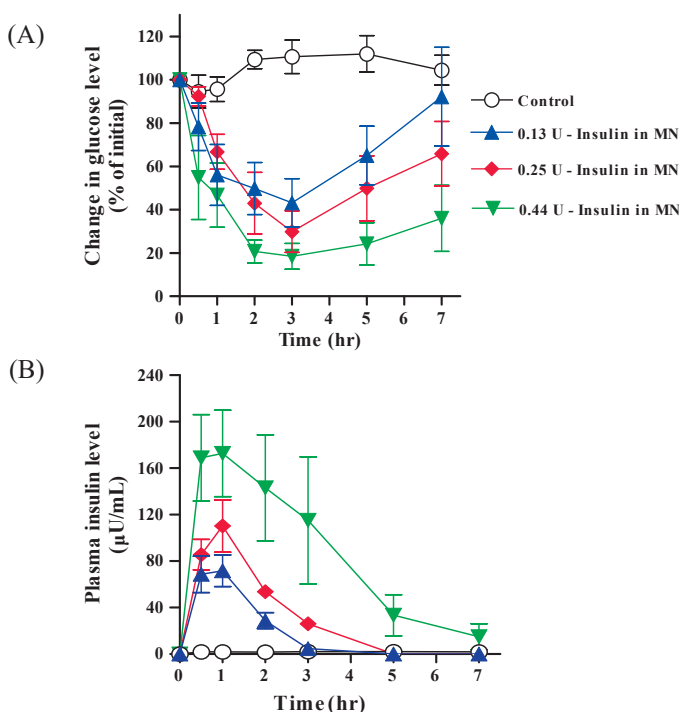 (A)
Change in glucose level
(% of initial)
120
100
80
60
40
20
0
0 1 2 3 4 5 6 7
Time (hr)
Control
0.13 U - Insulin in MN
0.25 U - Insulin in MN
0.44 U - Insulin in MN
(B)
Plasma insulin level
(µU/mL)
240
200
160
120
80
40
0
0 1 2 3 4 5 6 7
Time (hr)